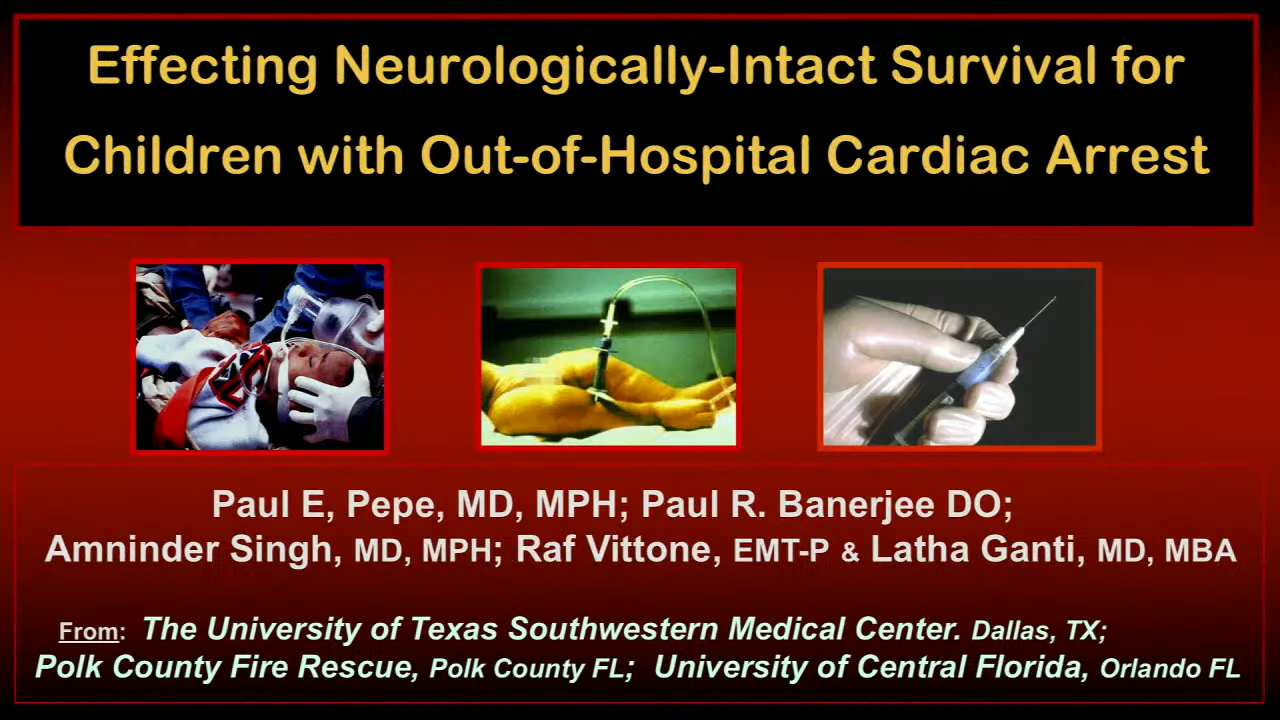 Effecting Neurologically-Intact Survival for
Children with Out-of-Hospital Cardiac Arrest
Paul E, Pepe, MD, MPH; Paul R. Banerjee DO;
Amninder Singh, MD, MPH; Raf Vittone, EMT-P & Latha Ganti, MD, MBA
From: The University of Texas Southwestern Medical Center. Dallas, TX;
Polk County Fire Rescue, Polk County FL; University of Central Florida, Orlando FL